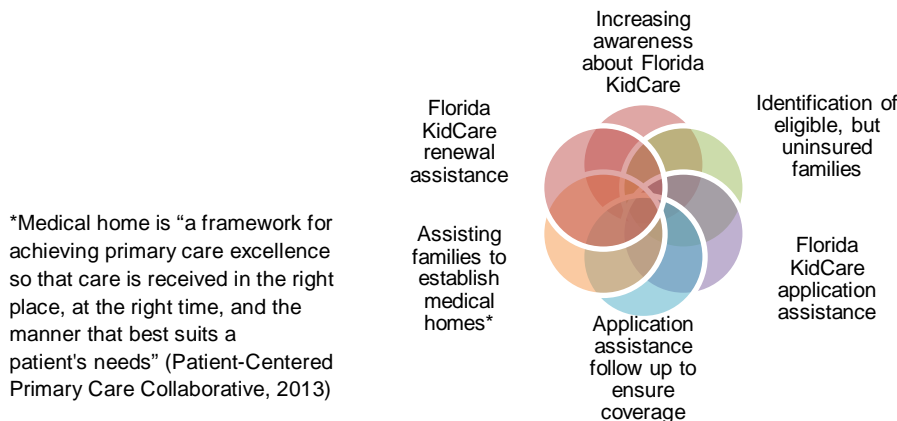 Increasing
awareness
about Florida
KidCare
Identification of
eligible, but
uninsured
families
Florida
KidCare
application
assistance
Application
assistance
follow up to
ensure
coverage
Assisting
families to
establish
medical
homes*
Florida
KidCare
renewal
assistance
*Medical home is “a framework for
achieving primary care excellence
so that care is received in the right
place, at the right time, and the
manner that best suits a
patient's needs” (Patient-Centered
Primary Care Collaborative, 2013)